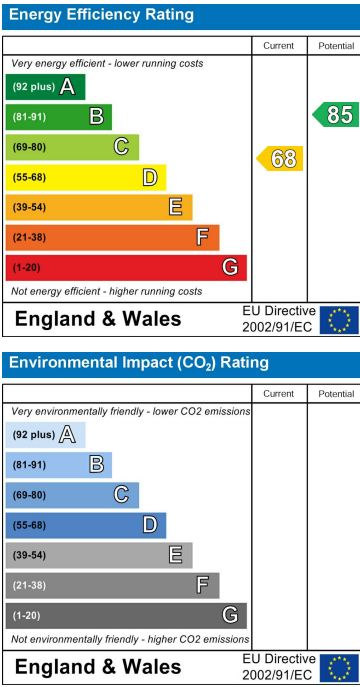 Energy Efficiency Rating
Current Potential
Very energy efficient - lower running costs
(92 plus) A
(81-91) B
(69-80) C
(55-68) D
(39-54) E
(21-38) F
(1-20) G
68
85
Not energy efficient - higher running costs
England & Wales
EU Directive
2002/91/EC
Environmental Impact (CO₂) Rating
Current Potential
Very environmentally friendly - lower CO2 emissions
(92 plus) A
(81-91) B
(69-80) C
(55-68) D
(39-54) E
(21-38) F
(1-20) G
Not environmentally friendly - higher CO2 emissions
England & Wales
EU Directive
2002/91/EC